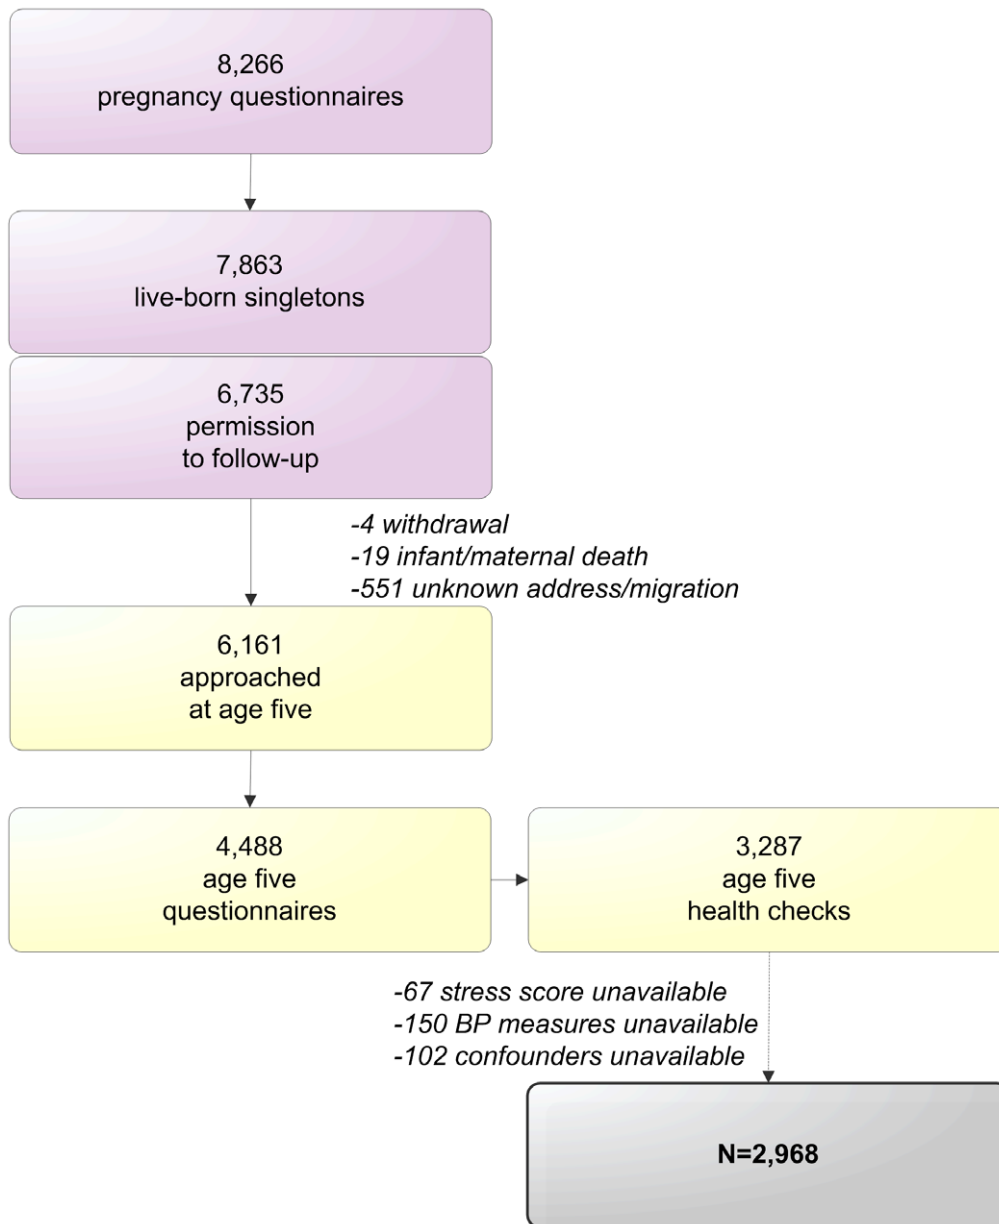 8,266
pregnancy questionnaires
7,863
live-born singletons
6,735
permission
to follow-up
-4 withdrawal
-19 infant/maternal death
-551 unknown address/migration
6,161
approached
at age five
4,488
age five
questionnaires
3,287
age five
health checks
-67 stress score unavailable
-150 BP measures unavailable
-102 confounders unavailable
N=2,968